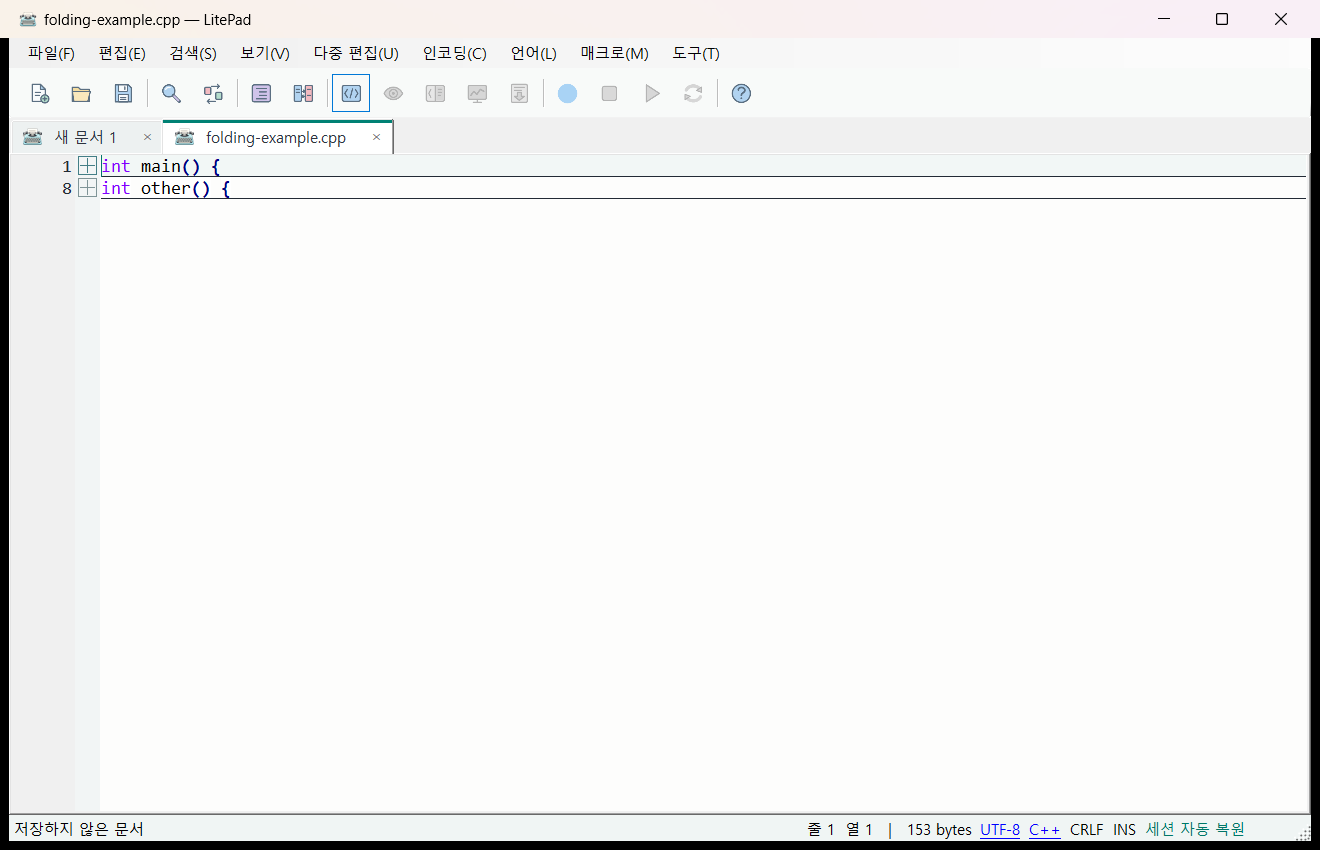 folding-example.cpp — LitePad
파일(F) 편집(E) 검색(S) 보기(V) 다중 편집(U) 인코딩(C) 언어(L) 매크로(M) 도구(T)
새 문서 1 × folding-example.cpp ×
1 int main() {
8 int other() {
저장하지 않은 문서 줄 1 열 1 | 153 bytes UTF-8 C++ CRLF INS 세션 자동 복원